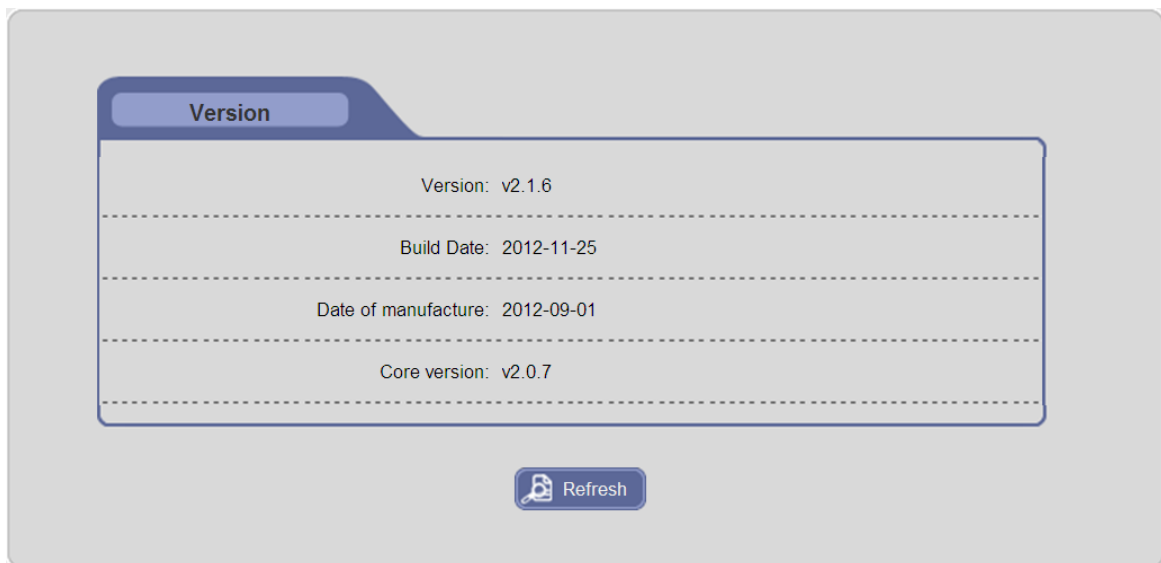 Version
Version: v2.1.6
Build Date: 2012-11-25
Date of manufacture: 2012-09-01
Core version: v2.0.7
Refresh